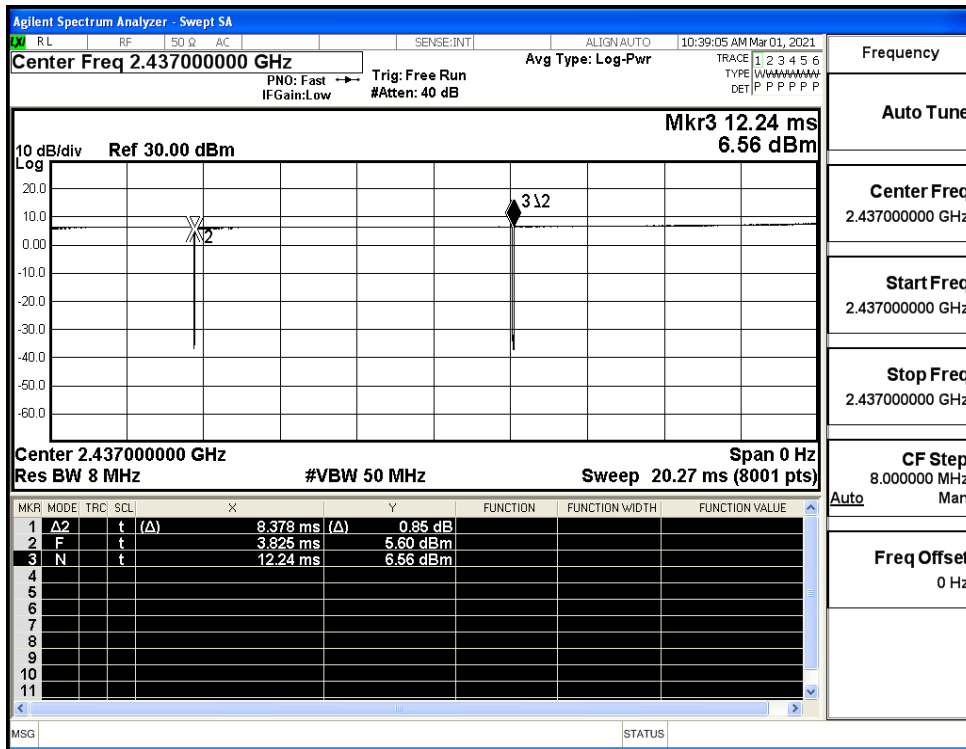 Agilent Spectrum Analyzer - Swept SA
LXI RL RF 50 Ω AC SENSE:INT ALIGNAUTO 10:39:05 AM Mar 01, 2021
Center Freq 2.437000000 GHz Avg Type: Log-Pwr TRACE 1 2 3 4 5 6
PNO: Fast Trig: Free Run TYPE WWWWWW
IFGain:Low #Atten: 40 dB DET P P P P P P
Mkr3 12.24 ms
10 dB/div Ref 30.00 dBm 6.56 dBm
Log
20.0
10.0
0.00
-10.0
-20.0
-30.0
-40.0
-50.0
-60.0
2
3 1Δ2
Center 2.437000000 GHz Span 0 Hz
Res BW 8 MHz #VBW 50 MHz Sweep 20.27 ms (8001 pts)
MKR MODE TRC SCL X Y FUNCTION FUNCTION WIDTH FUNCTION VALUE
1 Δ2 t (Δ) 8.378 ms (Δ) 0.85 dB
2 F t 3.825 ms 5.60 dBm
3 N t 12.24 ms 6.56 dBm
4
5
6
7
8
9
10
11
MSG STATUS
Frequency
Auto Tune
Center Freq
2.437000000 GHz
Start Freq
2.437000000 GHz
Stop Freq
2.437000000 GHz
CF Step
8.000000 MHz
Auto Man
Freq Offset
0 Hz